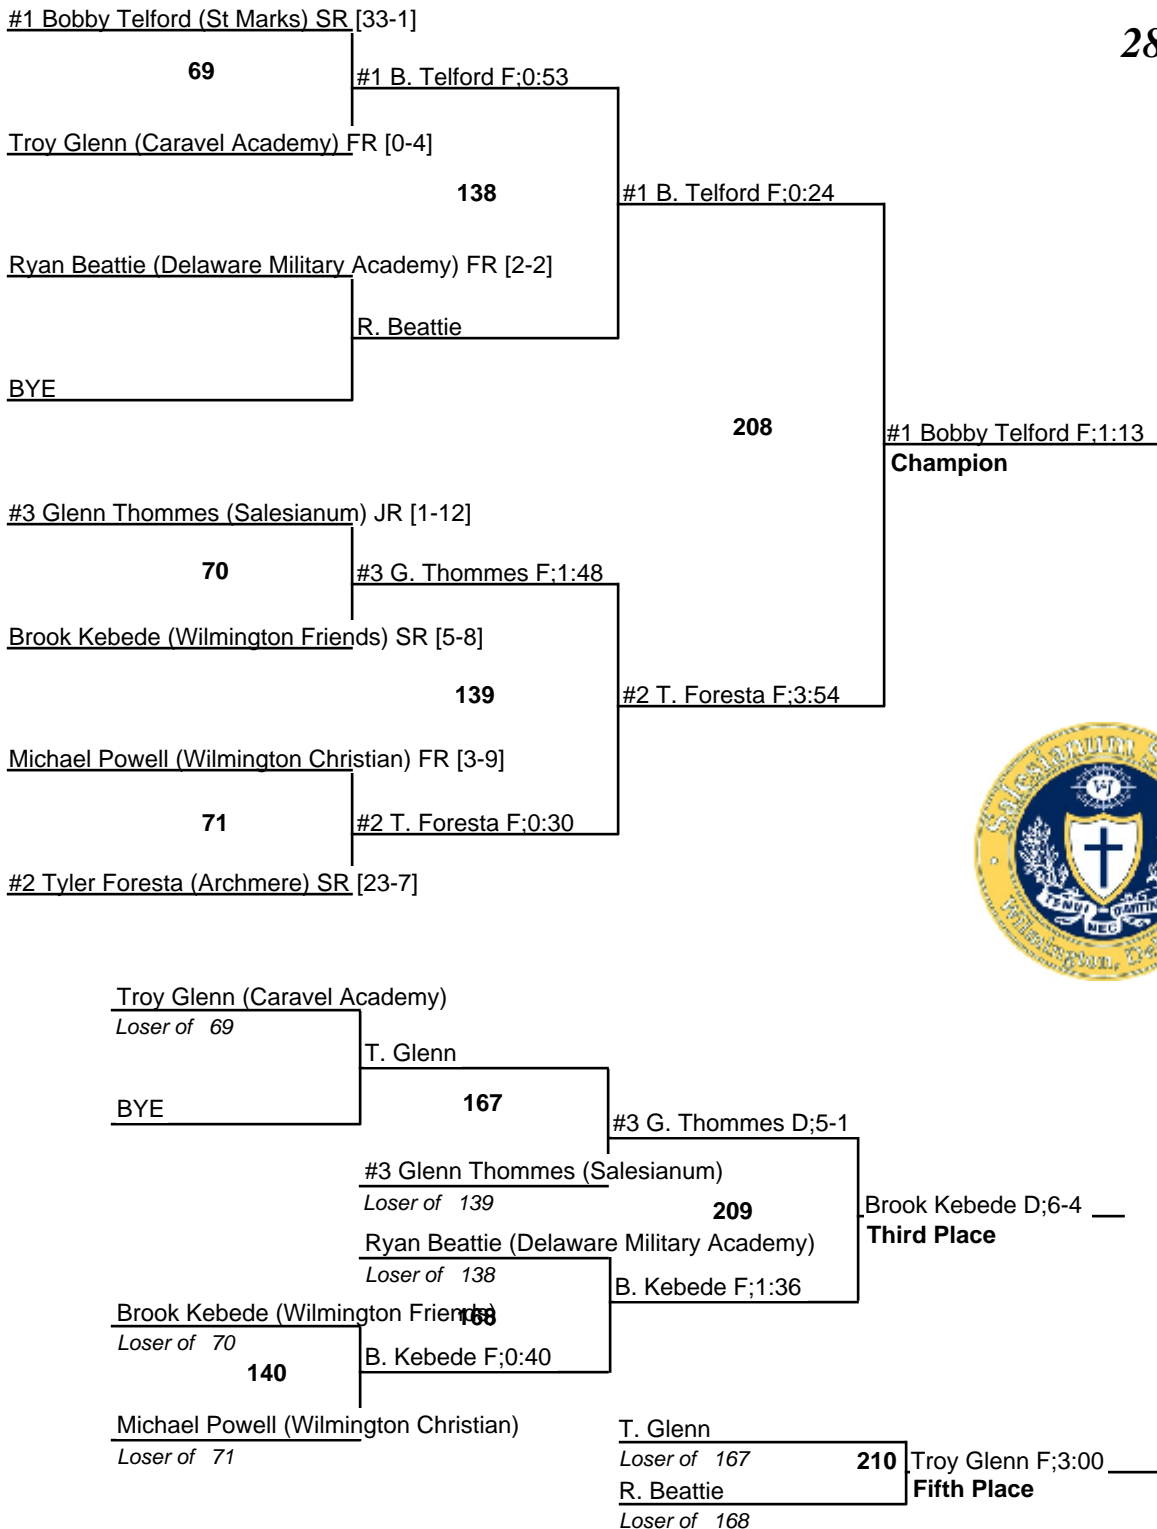 #1 Bobby Telford (St Marks) SR [33-1]
28
69
#1 B. Telford F;0:53
Troy Glenn (Caravel Academy) FR [0-4]
138
#1 B. Telford F;0:24
Ryan Beattie (Delaware Military Academy) FR [2-2]
R. Beattie
BYE
208
#1 Bobby Telford F;1:13
Champion
#3 Glenn Thommes (Salesianum) JR [1-12]
70
#3 G. Thommes F;1:48
Brook Kebede (Wilmington Friends) SR [5-8]
139
#2 T. Foresta F;3:54
Michael Powell (Wilmington Christian) FR [3-9]
71
#2 T. Foresta F;0:30
#2 Tyler Foresta (Archmere) SR [23-7]
Salesianum S
TENUI
NEC
Wilmington, Del
Troy Glenn (Caravel Academy)
Loser of 69
T. Glenn
BYE
167
#3 G. Thommes D;5-1
#3 Glenn Thommes (Salesianum)
Loser of 139
209
Brook Kebede D;6-4
Third Place
Ryan Beattie (Delaware Military Academy)
Loser of 138
B. Kebede F;1:36
Brook Kebede (Wilmington Friends)
168
Loser of 70
B. Kebede F;0:40
140
Michael Powell (Wilmington Christian)
Loser of 71
T. Glenn
Loser of 167
210
Troy Glenn F;3:00
Fifth Place
R. Beattie
Loser of 168